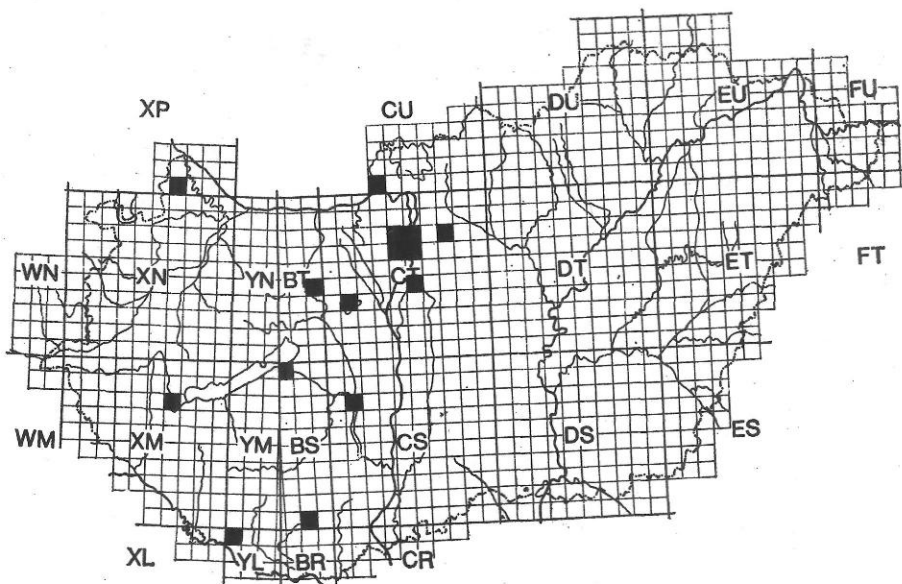 XP CU DU EU FU
WN XN YN BT CT DT ET FT
WM XM YM BS CS DS ES
XL YL BR CR